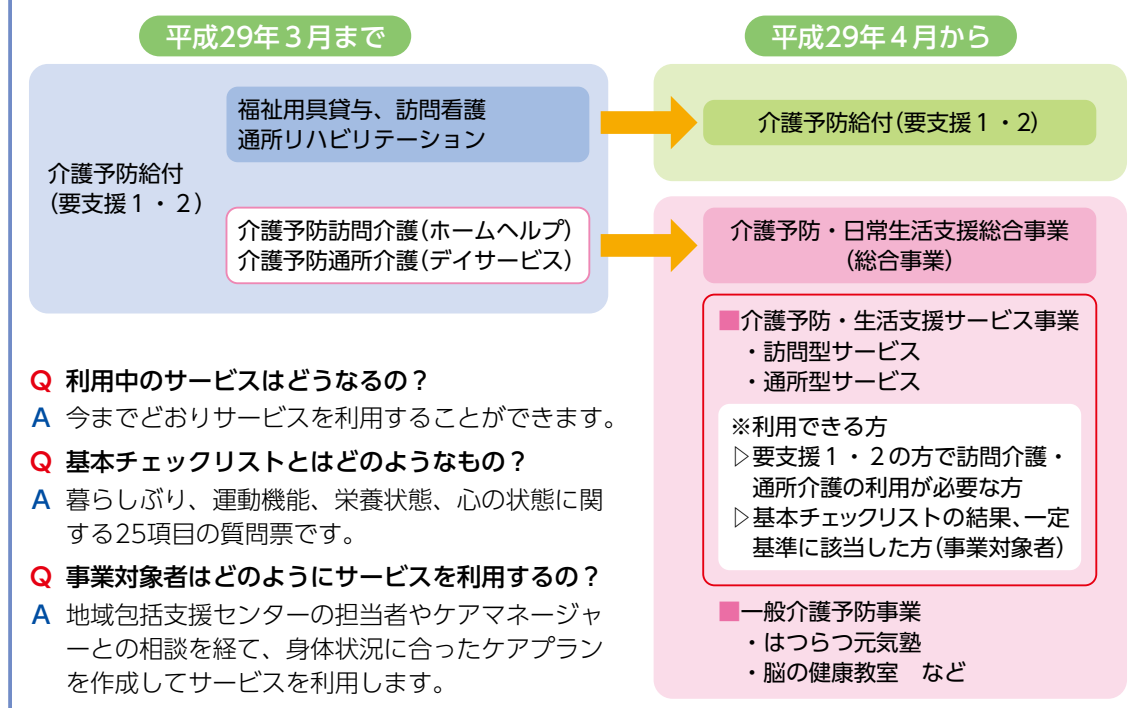 平成29年３月まで
介護予防給付
(要支援１・２)
福祉用具貸与、訪問看護
通所リハビリテーション
介護予防訪問介護(ホームヘルプ)
介護予防通所介護(デイサービス)
平成29年４月から
介護予防給付(要支援１・２)
介護予防・日常生活支援総合事業
(総合事業)
■介護予防・生活支援サービス事業
・訪問型サービス
・通所型サービス
※利用できる方
▷要支援１・２の方で訪問介護・
通所介護の利用が必要な方
▷基本チェックリストの結果、一定
基準に該当した方(事業対象者)
■一般介護予防事業
・はつらつ元気塾
・脳の健康教室　など
Q 利用中のサービスはどうなるの？
A 今までどおりサービスを利用することができます。
Q 基本チェックリストとはどのようなもの？
A 暮らしぶり、運動機能、栄養状態、心の状態に関
する25項目の質問票です。
Q 事業対象者はどのようにサービスを利用するの？
A 地域包括支援センターの担当者やケアマネージャ
ーとの相談を経て、身体状況に合ったケアプラン
を作成してサービスを利用します。